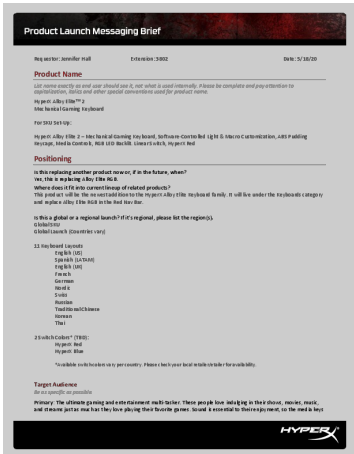 Product Launch Messaging Brief
Requestor: Jennifer Hall Extension: 3602 Date: 5/18/20
Product Name
List name exactly as end user should see it, not what is used internally. Please be complete and pay attention to
capitalization, italics and other special conventions used for product name.
HyperX Alloy Elite™ 2
Mechanical Gaming Keyboard
For SKU Set-Up:
HyperX Alloy Elite 2 – Mechanical Gaming Keyboard, Software-Controlled Light & Macro Customization, ABS Pudding
Keycaps, Media Controls, RGB LED Backlit. Linear Switch, HyperX Red
Positioning
Is this replacing another product now or, if in the future, when?
Yes, this is replacing Alloy Elite RGB.
Where does it fit into current lineup of related products?
This product will be the newest addition to the HyperX Alloy Elite Keyboard family. It will live under the Keyboards category
and replace Alloy Elite RGB in the Red Nav Bar.
Is this a global or a regional launch? If it's regional, please list the region(s).
Global SKU
Global Launch (Countries vary)
11 Keyboard Layouts
English (US)
Spanish (LATAM)
English (UK)
French
German
Nordic
Swiss
Russian
Traditional Chinese
Korean
Thai
2 Switch Colors* (TBD):
HyperX Red
HyperX Blue
*Available switch colors vary per country. Please check your local retailer/etailer for availability.
Target Audience
Be as specific as possible
Primary: The ultimate gaming and entertainment multi-tasker. These people love indulging in their shows, movies, music,
and streams just as much as they love playing their favorite games. Sound is essential to their enjoyment, so the media keys
HYPERX